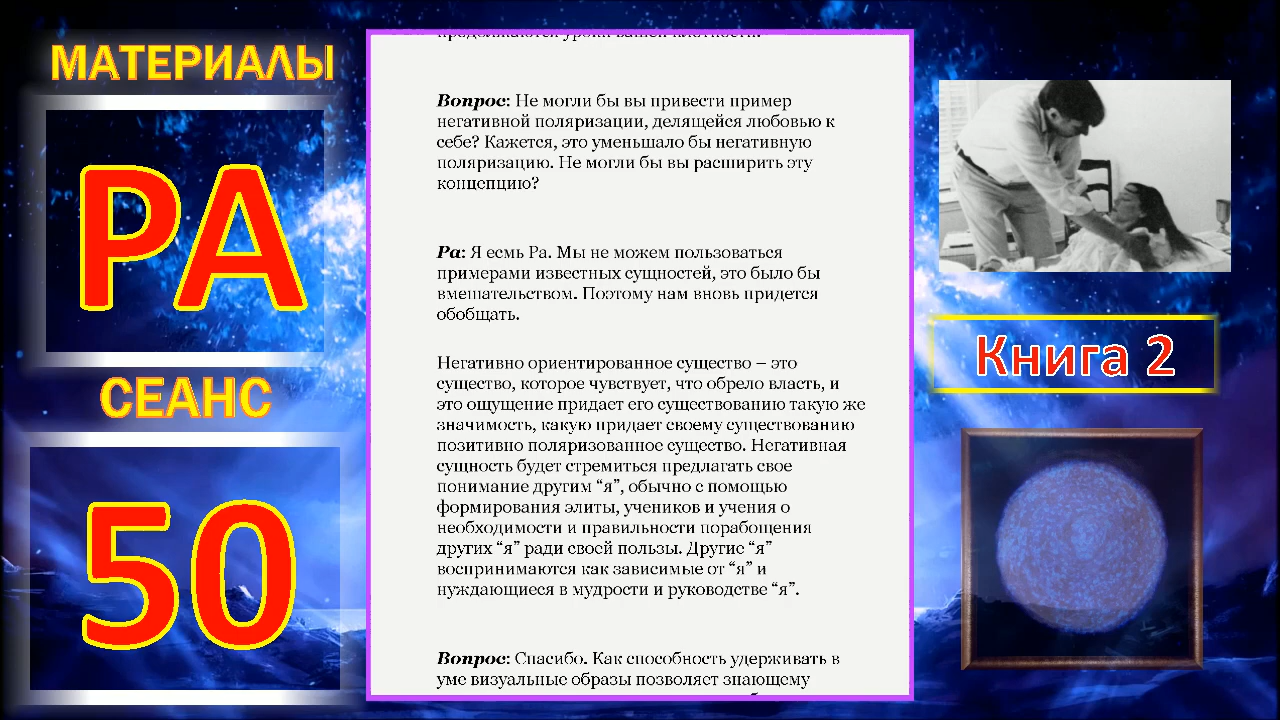 МАТЕРИАЛЫ
РА
СЕАНС
50
продолжаются уроки вашей плотности.
Вопрос: Не могли бы вы привести пример
негативной поляризации, делящейся любовью к
себе? Кажется, это уменьшало бы негативную
поляризацию. Не могли бы вы расширить эту
концепцию?
Ра: Я есмь Ра. Мы не можем пользоваться
примерами известных сущностей, это было бы
вмешательством. Поэтому нам вновь придется
обобщать.
Негативно ориентированное существо – это
существо, которое чувствует, что обрело власть, и
это ощущение придает его существованию такую же
значимость, какую придает своему существованию
позитивно поляризованное существо. Негативная
сущность будет стремиться предлагать свое
понимание другим “я”, обычно с помощью
формирования элиты, учеников и учения о
необходимости и правильности порабощения
других “я” ради своей пользы. Другие “я”
воспринимаются как зависимые от “я” и
нуждающиеся в мудрости и руководстве “я”.
Вопрос: Спасибо. Как способность удерживать в
уме визуальные образы позволяет знающему
Книга 2